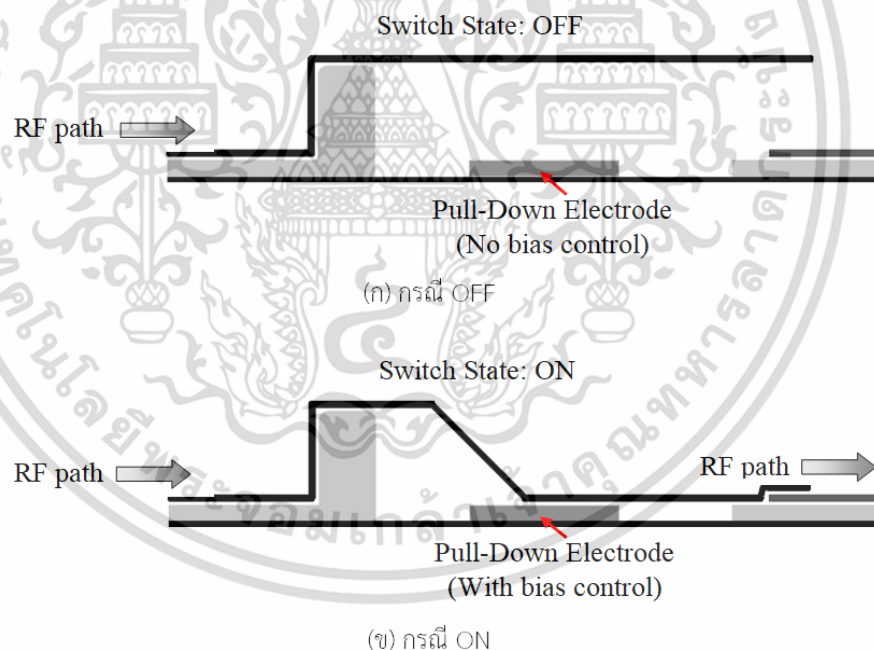 Switch State: OFF
RF path
Pull-Down Electrode
(No bias control)
(ก) กรณี OFF
Switch State: ON
RF path
RF path
Pull-Down Electrode
(With bias control)
(ข) กรณี ON